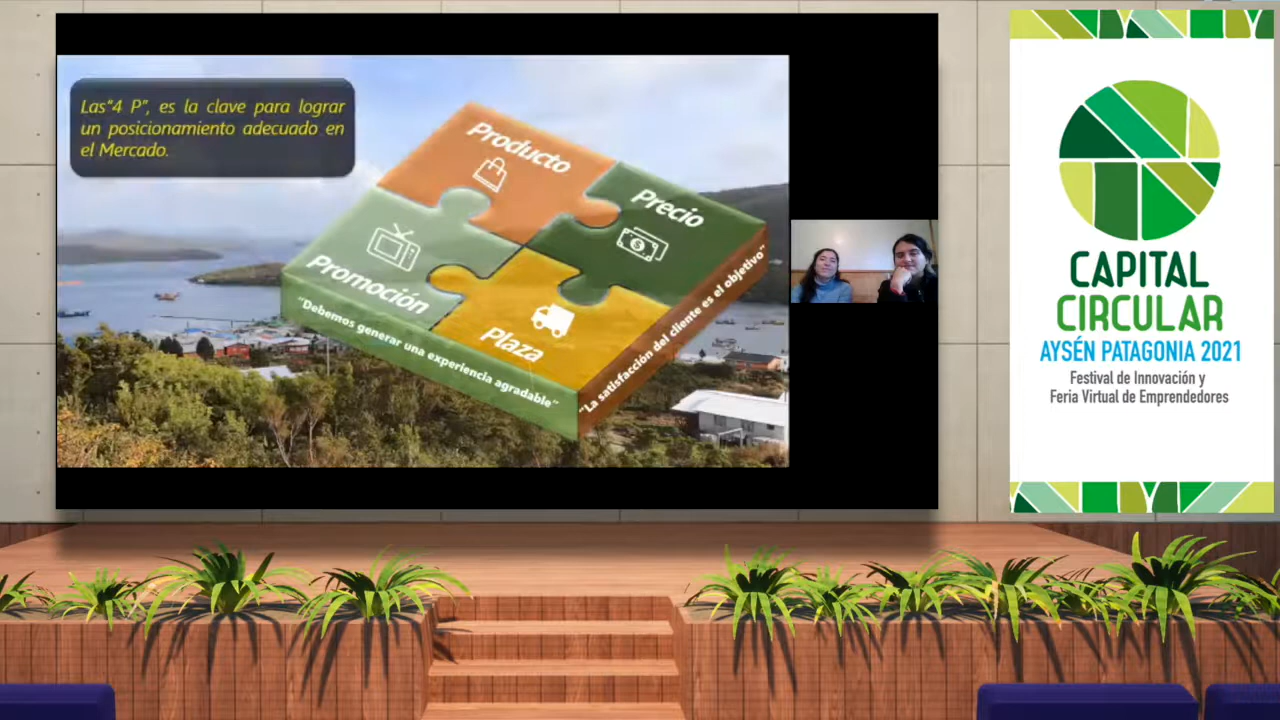 Las"4 P", es la clave para lograr
un posicionamiento adecuado en
el Mercado.
Producto
Precio
Promoción
Plaza
"Debemos generar una experiencia agradable"
"La satisfacción del cliente es el objetivo"
CAPITAL
CIRCULAR
AYSÉN PATAGONIA 2021
Festival de Innovación y
Feria Virtual de Emprendedores